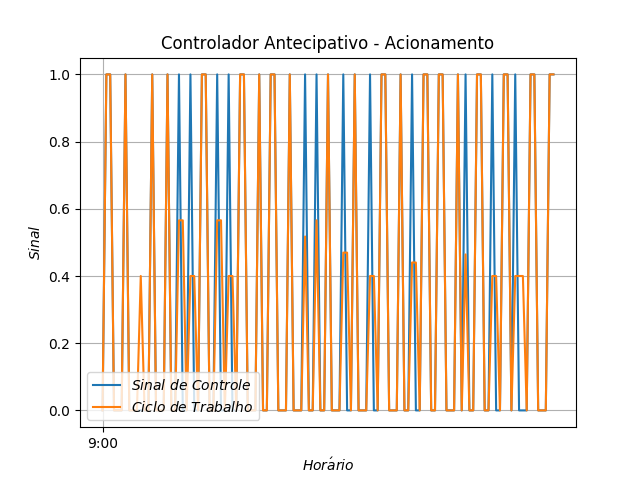 Controlador Antecipativo - Acionamento
1.0
0.8
0.6
0.4
0.2
0.0
Sinal
Sinal de Controle
Ciclo de Trabalho
9:00
Horário